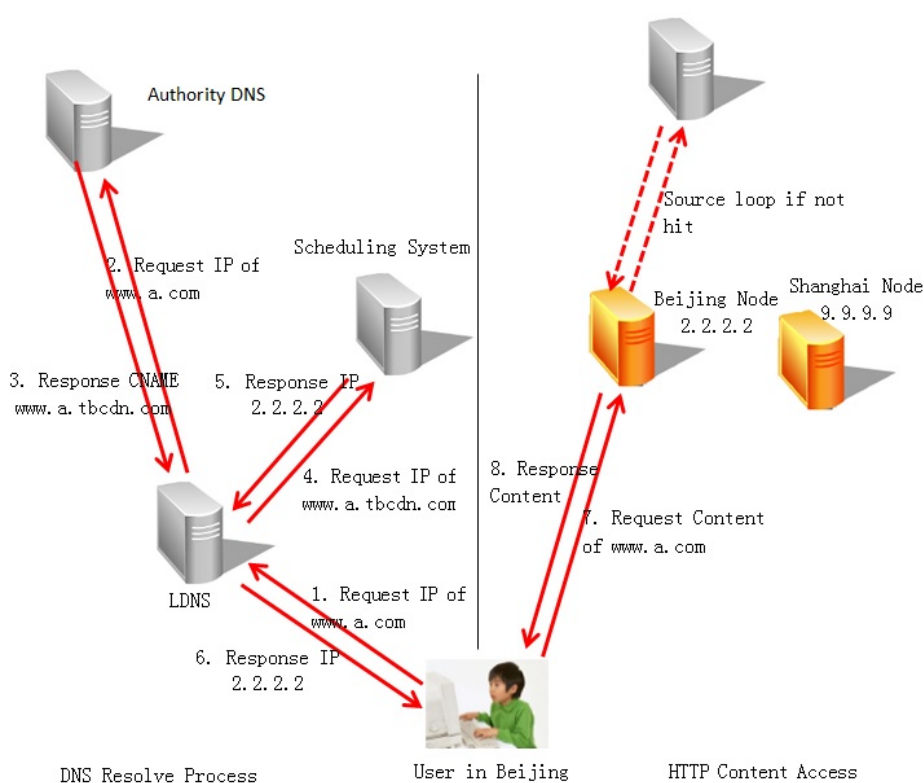 Authority DNS
Source loop if not
hit
Scheduling System
2. Request IP of
www.a.com
Beijing Node
2.2.2.2
Shanghai Node
9.9.9.9
3. Response CNAME
www.a.tbcdn.com
5. Response IP
2.2.2.2
4. Request IP of
www.a.tbcdn.com
8. Response
Content
7. Request Content
of www.a.com
LDNS
1. Request IP of
www.a.com
6. Response IP
2.2.2.2
DNS Resolve Process
User in Beijing
HTTP Content Access